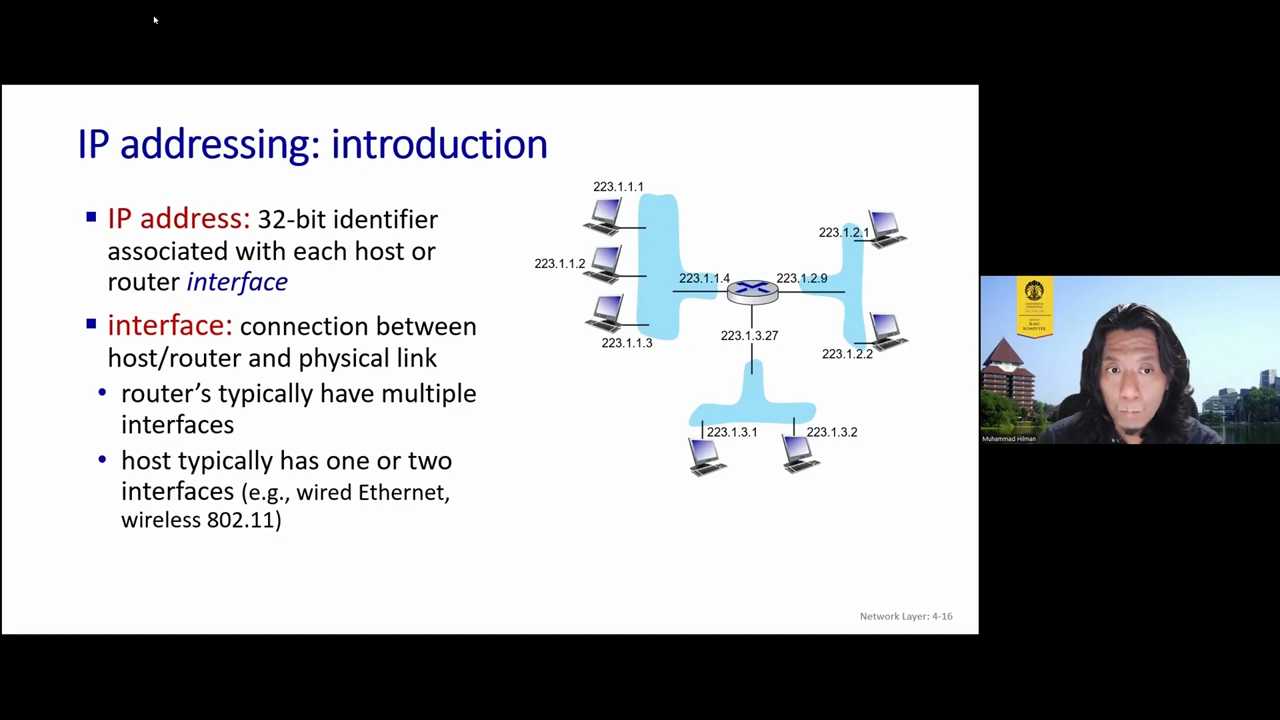 IP addressing: introduction
IP address: 32-bit identifier
associated with each host or
router interface
interface: connection between
host/router and physical link
router's typically have multiple
interfaces
host typically has one or two
interfaces (e.g., wired Ethernet,
wireless 802.11)
223.1.1.1
223.1.1.2
223.1.1.3
223.1.1.4
223.1.2.9
223.1.2.1
223.1.2.2
223.1.3.27
223.1.3.1
223.1.3.2
Network Layer: 4-16
ILMU
KOMPUTER
Muhammad Hilman